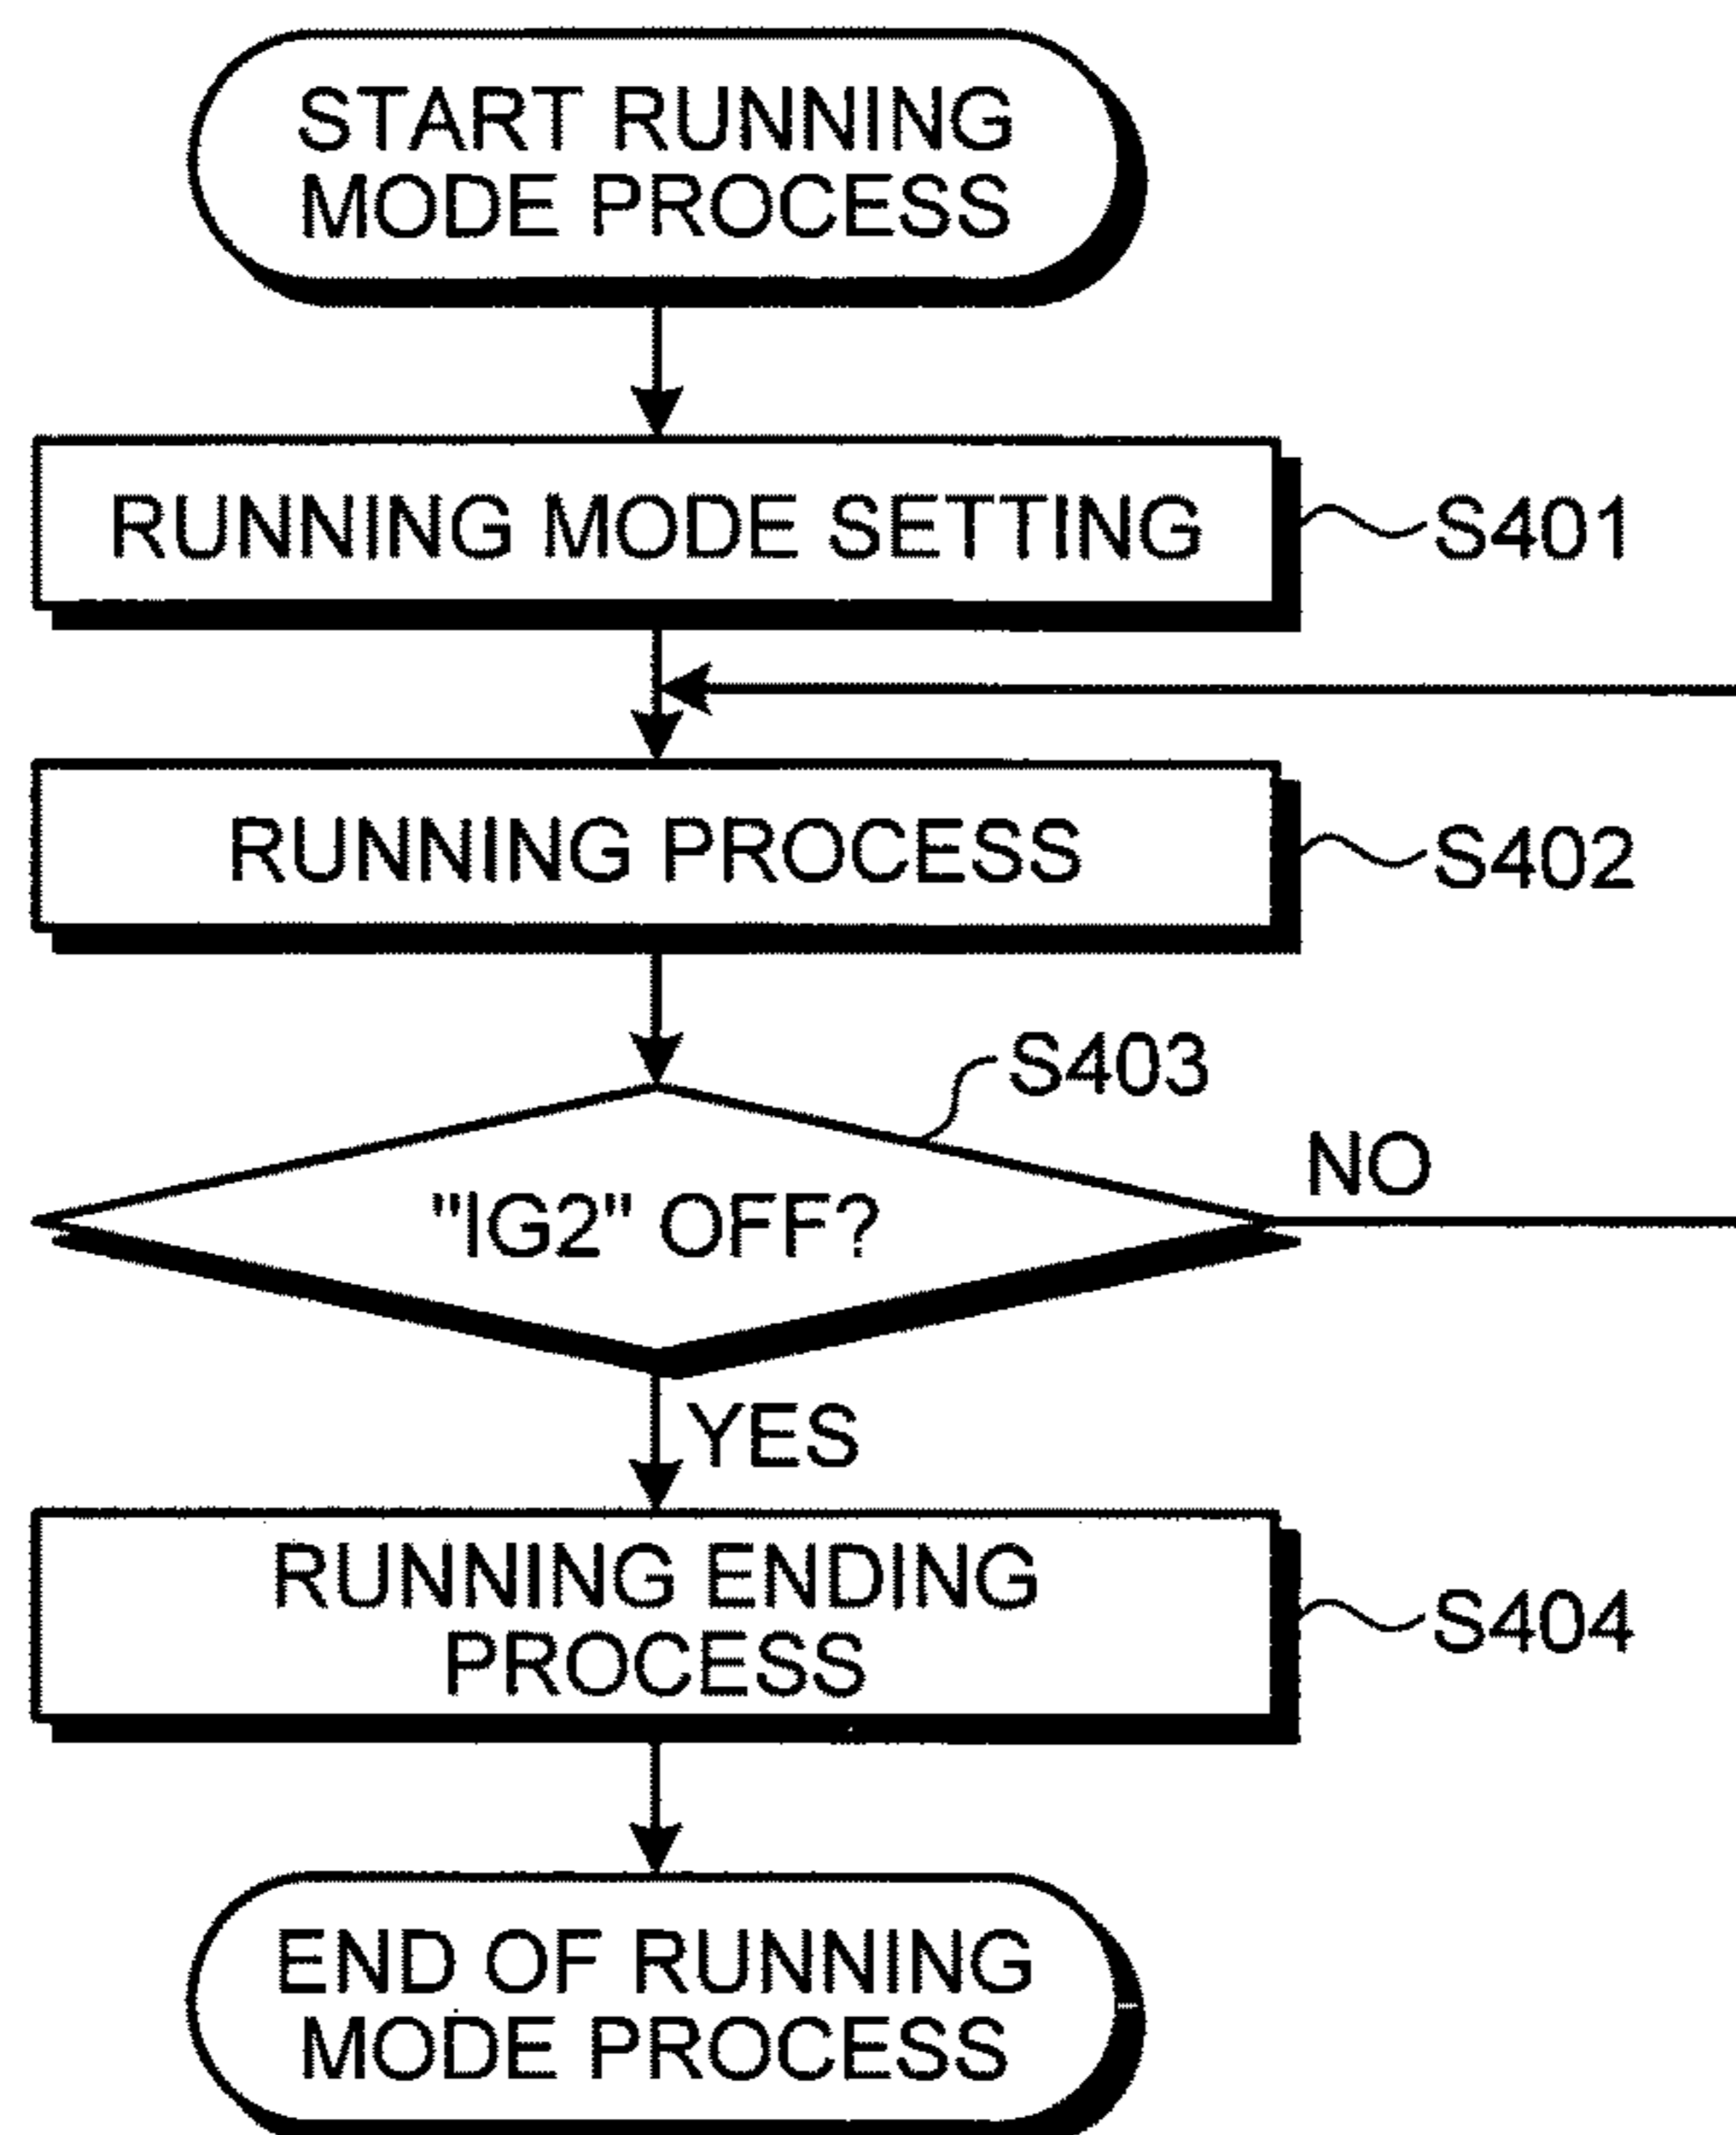 START RUNNING
MODE PROCESS
RUNNING MODE SETTING
S401
RUNNING PROCESS
S402
S403
"IG2" OFF?
NO
YES
RUNNING ENDING
PROCESS
S404
END OF RUNNING
MODE PROCESS